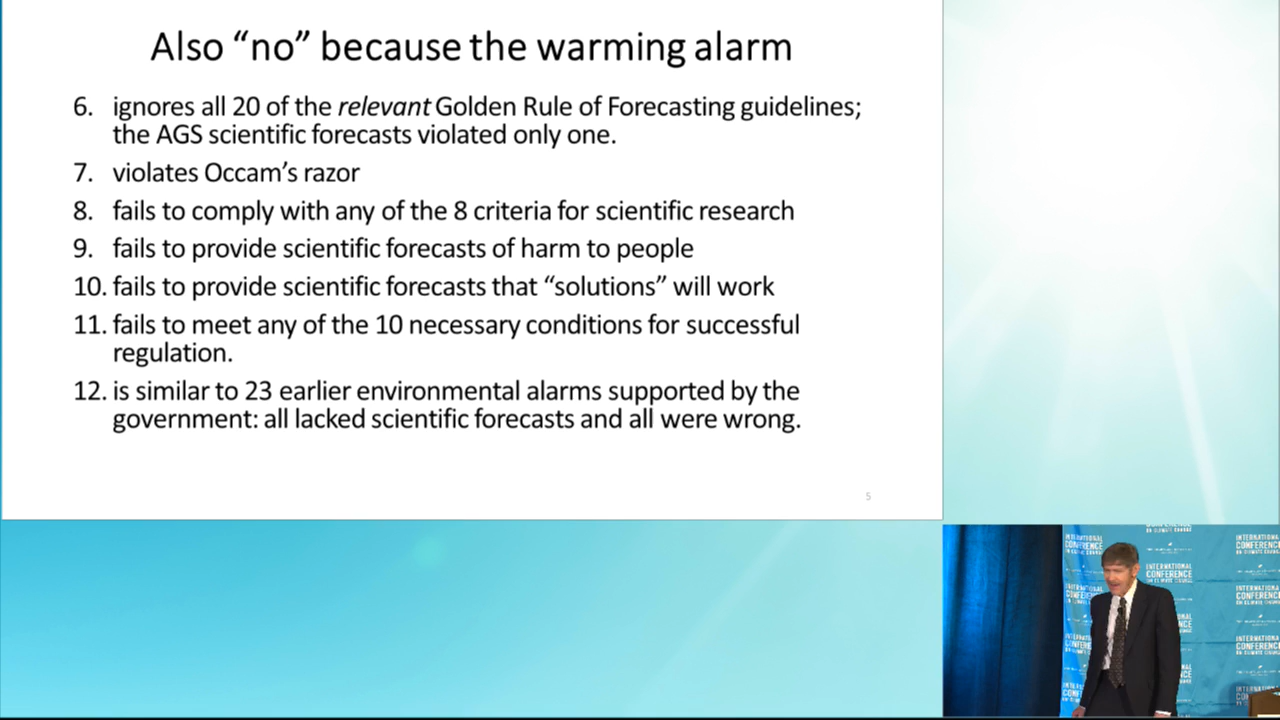 Also “no” because the warming alarm
6. ignores all 20 of the relevant Golden Rule of Forecasting guidelines;
the AGS scientific forecasts violated only one.
7. violates Occam’s razor
8. fails to comply with any of the 8 criteria for scientific research
9. fails to provide scientific forecasts of harm to people
10. fails to provide scientific forecasts that “solutions” will work
11. fails to meet any of the 10 necessary conditions for successful
regulation.
12. is similar to 23 earlier environmental alarms supported by the
government: all lacked scientific forecasts and all were wrong.
5
INTERNATIONAL
CONFERENCE
ON CLIMATE CHANGE